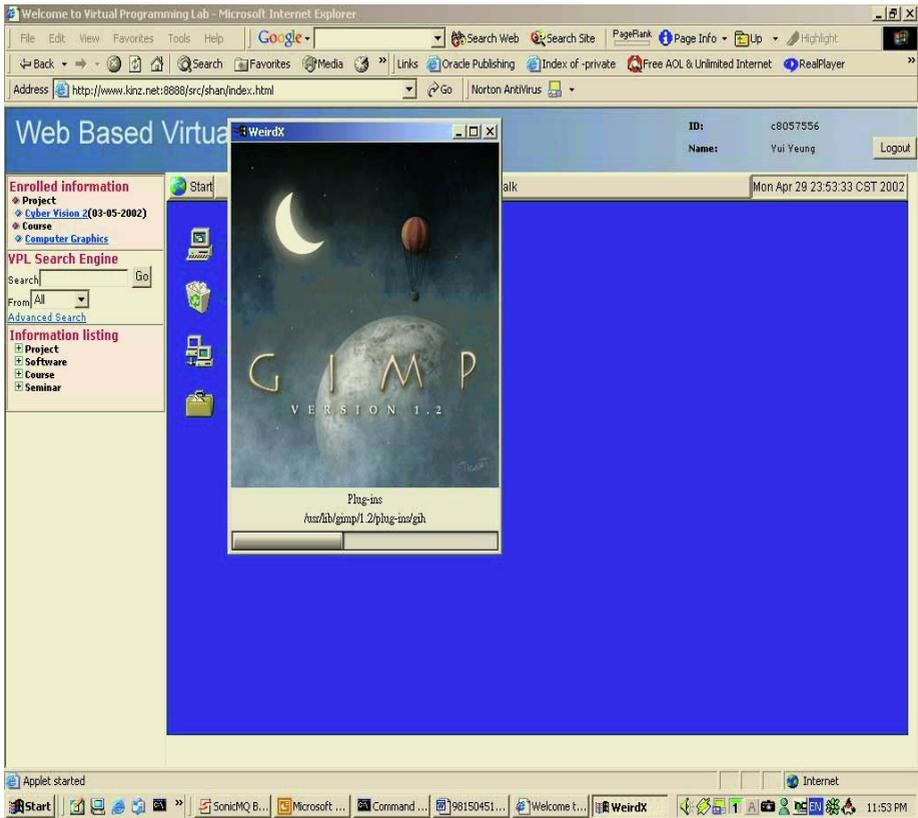 Welcome to Virtual Programming Lab - Microsoft Internet Explorer
File Edit View Favorites Tools Help Google Search Web Search Site PageRank Page Info Up Highlight
Back Search Favorites Media » Links Oracle Publishing Index of -private Free AOL & Unlimited Internet RealPlayer »
Address http://www.kinz.net:8888/src/shan/index.html Go Norton AntiVirus
Web Based Virtua
WeirdX
ID: c8057556
Name: Yui Yeung
Logout
Enrolled information
Project
Cyber Vision 2(03-05-2002)
Course
Computer Graphics
VPL Search Engine
Search Go
From All
Advanced Search
Information listing
Project
Software
Course
Seminar
Start alk Mon Apr 29 23:53:33 CST 2002
GIMP
VERSION 1.2
Plug-ins
/usr/lib/gimp/1.2/plug-ins/gih
Applet started Internet
Start » SonicMQ B... Microsoft ... Command ... 98150451... Welcome t... WeirdX EN 11:53 PM